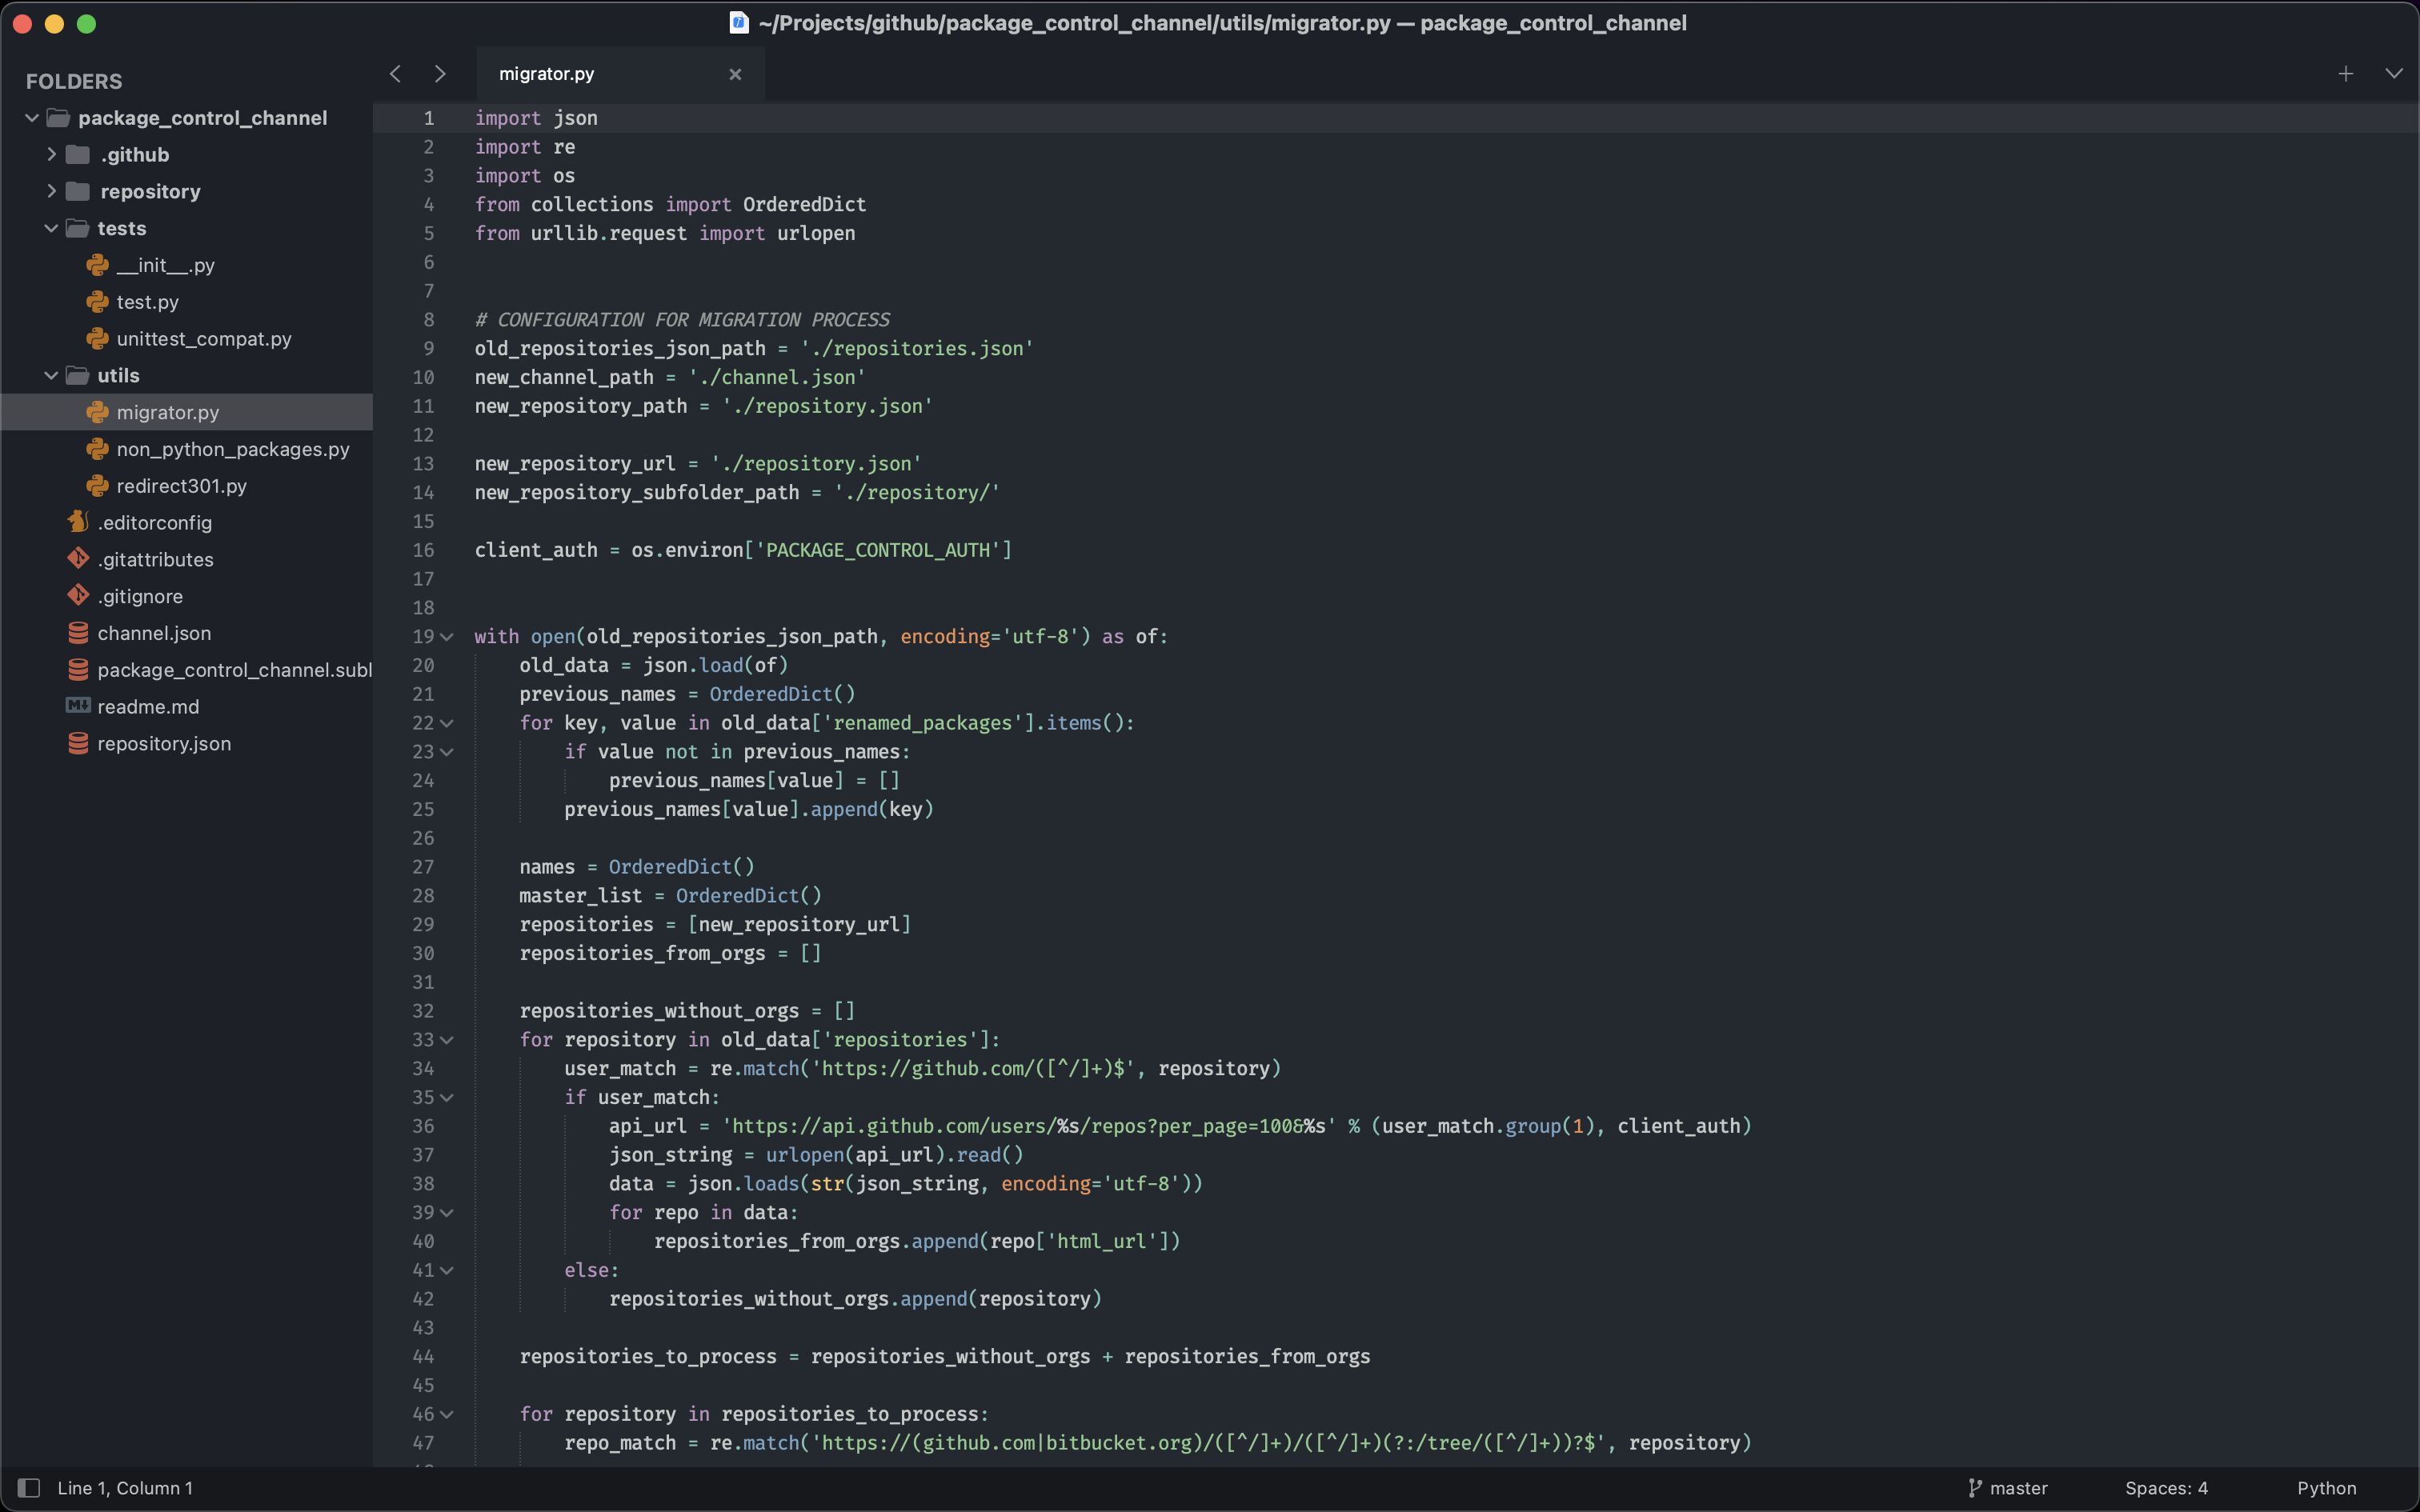 ~/Projects/github/package_control_channel/utils/migrator.py — package_control_channel
FOLDERS
package_control_channel
.github
repository
tests
__init__.py
test.py
unittest_compat.py
utils
migrator.py
non_python_packages.py
redirect301.py
.editorconfig
.gitattributes
.gitignore
channel.json
package_control_channel.subl
readme.md
repository.json
migrator.py
1 import json
2 import re
3 import os
4 from collections import OrderedDict
5 from urllib.request import urlopen
6
7
8 # CONFIGURATION FOR MIGRATION PROCESS
9 old_repositories_json_path = './repositories.json'
10 new_channel_path = './channel.json'
11 new_repository_path = './repository.json'
12
13 new_repository_url = './repository.json'
14 new_repository_subfolder_path = './repository/'
15
16 client_auth = os.environ['PACKAGE_CONTROL_AUTH']
17
18
19 with open(old_repositories_json_path, encoding='utf-8') as of:
20     old_data = json.load(of)
21     previous_names = OrderedDict()
22     for key, value in old_data['renamed_packages'].items():
23         if value not in previous_names:
24             previous_names[value] = []
25         previous_names[value].append(key)
26
27     names = OrderedDict()
28     master_list = OrderedDict()
29     repositories = [new_repository_url]
30     repositories_from_orgs = []
31
32     repositories_without_orgs = []
33     for repository in old_data['repositories']:
34         user_match = re.match('https://github.com/([^/]+)$', repository)
35         if user_match:
36             api_url = 'https://api.github.com/users/%s/repos?per_page=100&%s' % (user_match.group(1), client_auth)
37             json_string = urlopen(api_url).read()
38             data = json.loads(str(json_string, encoding='utf-8'))
39             for repo in data:
40                 repositories_from_orgs.append(repo['html_url'])
41         else:
42             repositories_without_orgs.append(repository)
43
44     repositories_to_process = repositories_without_orgs + repositories_from_orgs
45
46     for repository in repositories_to_process:
47         repo_match = re.match('https://(github.com|bitbucket.org)/([^/]+)/([^/]+)(?:/tree/([^/]+))?$', repository)
Line 1, Column 1
master
Spaces: 4
Python